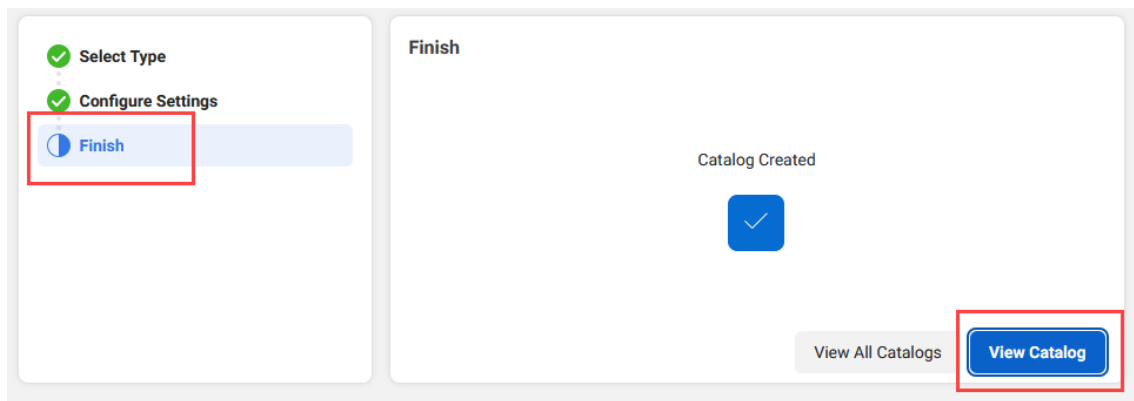 Select Type
Configure Settings
Finish
Finish
Catalog Created
View All Catalogs
View Catalog